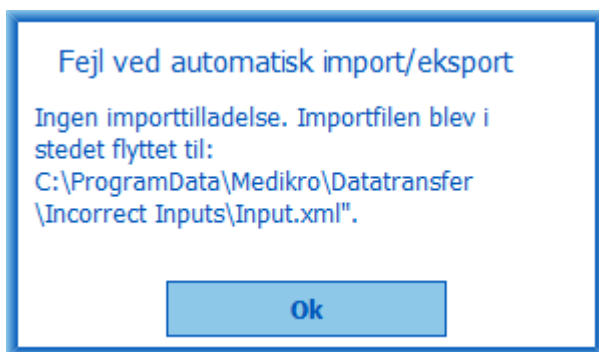 Fejl ved automatisk import/eksport
Ingen importtilladelse. Importfilen blev i
stedet flyttet til:
C:\ProgramData\Medikro\Datatransfer
\Incorrect Inputs\Input.xml".
Ok